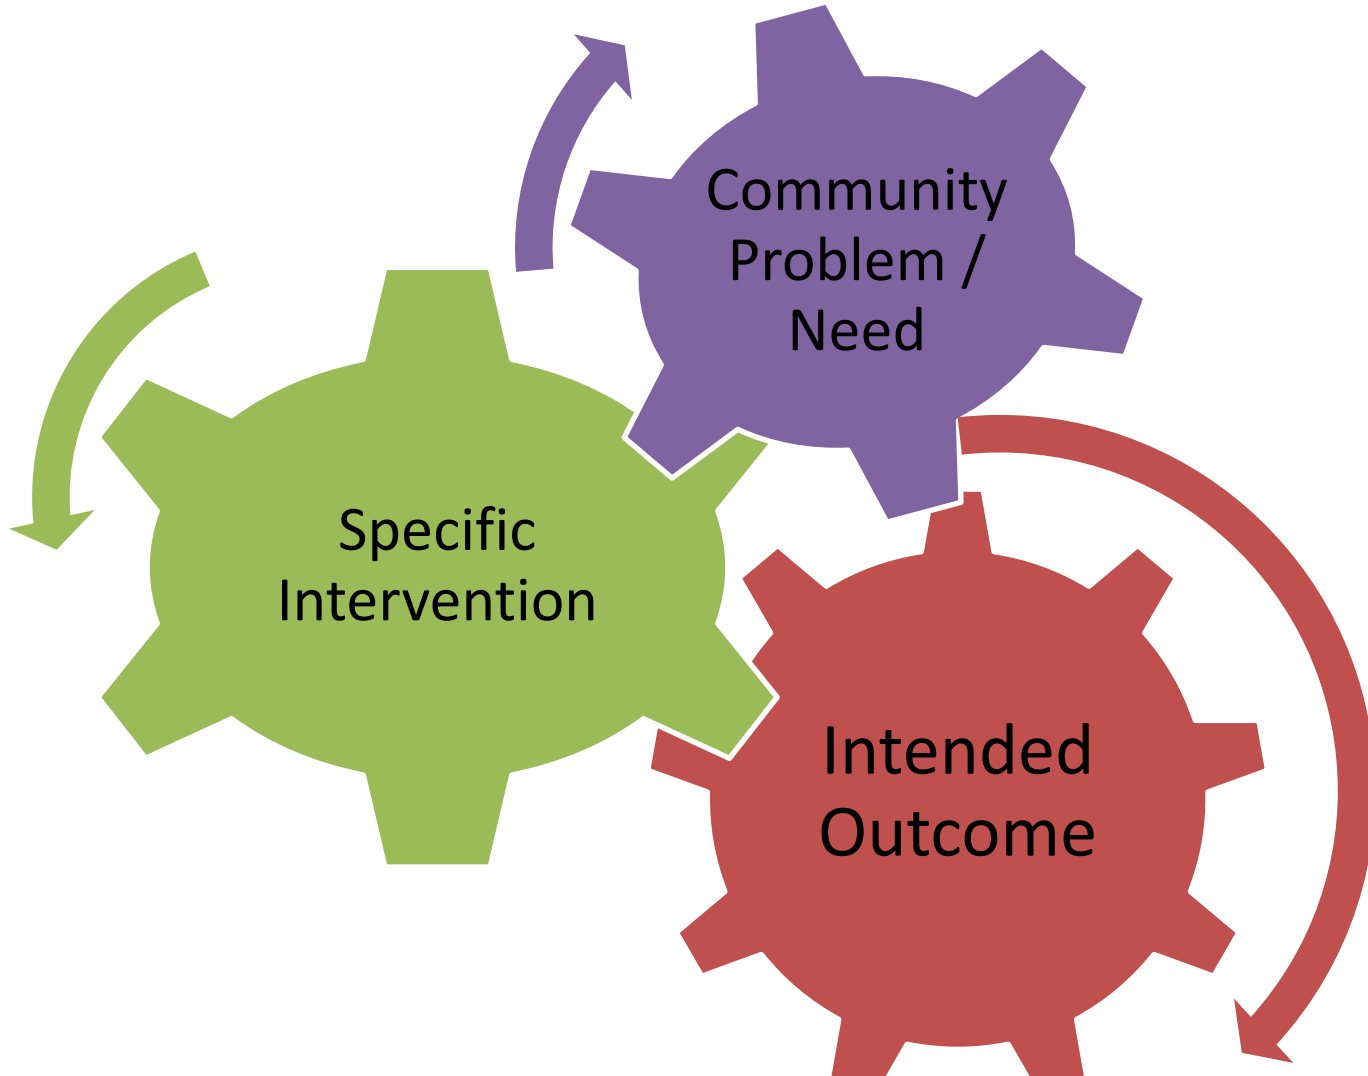 Community
Problem /
Need
Specific
Intervention
Intended
Outcome